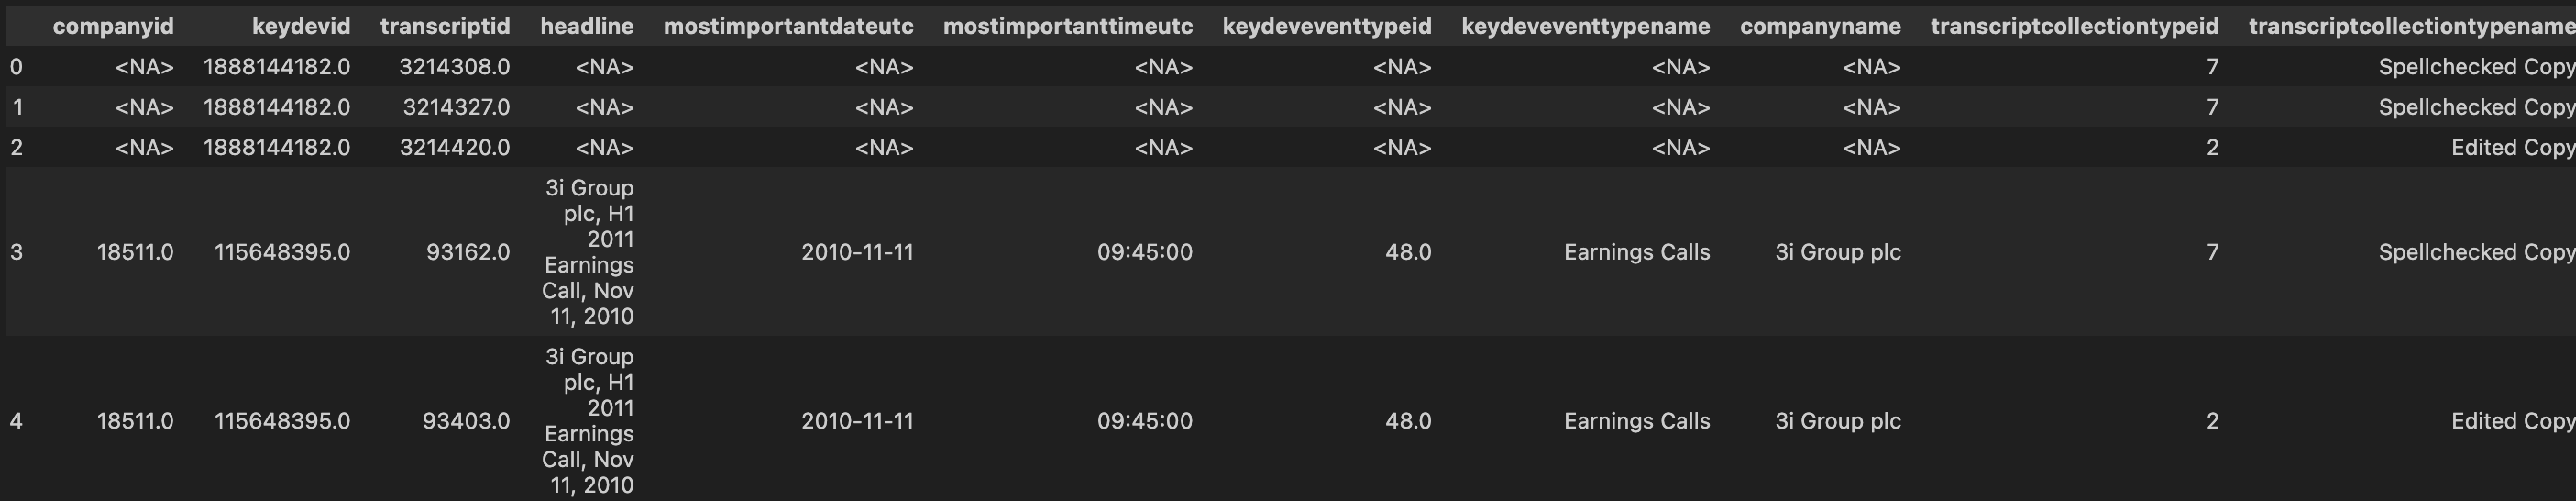 companyid keydevid transcriptid headline mostimportantdateutc mostimportanttimeutc keydeveventtypeid keydeveventtypename companyname transcriptcollectiontypeid transcriptcollectiontypename
0 <NA> 1888144182.0 3214308.0 <NA> <NA> <NA> <NA> <NA> <NA> 7 Spellchecked Copy
1 <NA> 1888144182.0 3214327.0 <NA> <NA> <NA> <NA> <NA> <NA> 7 Spellchecked Copy
2 <NA> 1888144182.0 3214420.0 <NA> <NA> <NA> <NA> <NA> <NA> 2 Edited Copy
3i Group
plc, H1
2011
3 18511.0 115648395.0 93162.0 Earnings 2010-11-11 09:45:00 48.0 Earnings Calls 3i Group plc 7 Spellchecked Copy
Call, Nov
11, 2010
3i Group
plc, H1
2011
4 18511.0 115648395.0 93403.0 Earnings 2010-11-11 09:45:00 48.0 Earnings Calls 3i Group plc 2 Edited Copy
Call, Nov
11, 2010